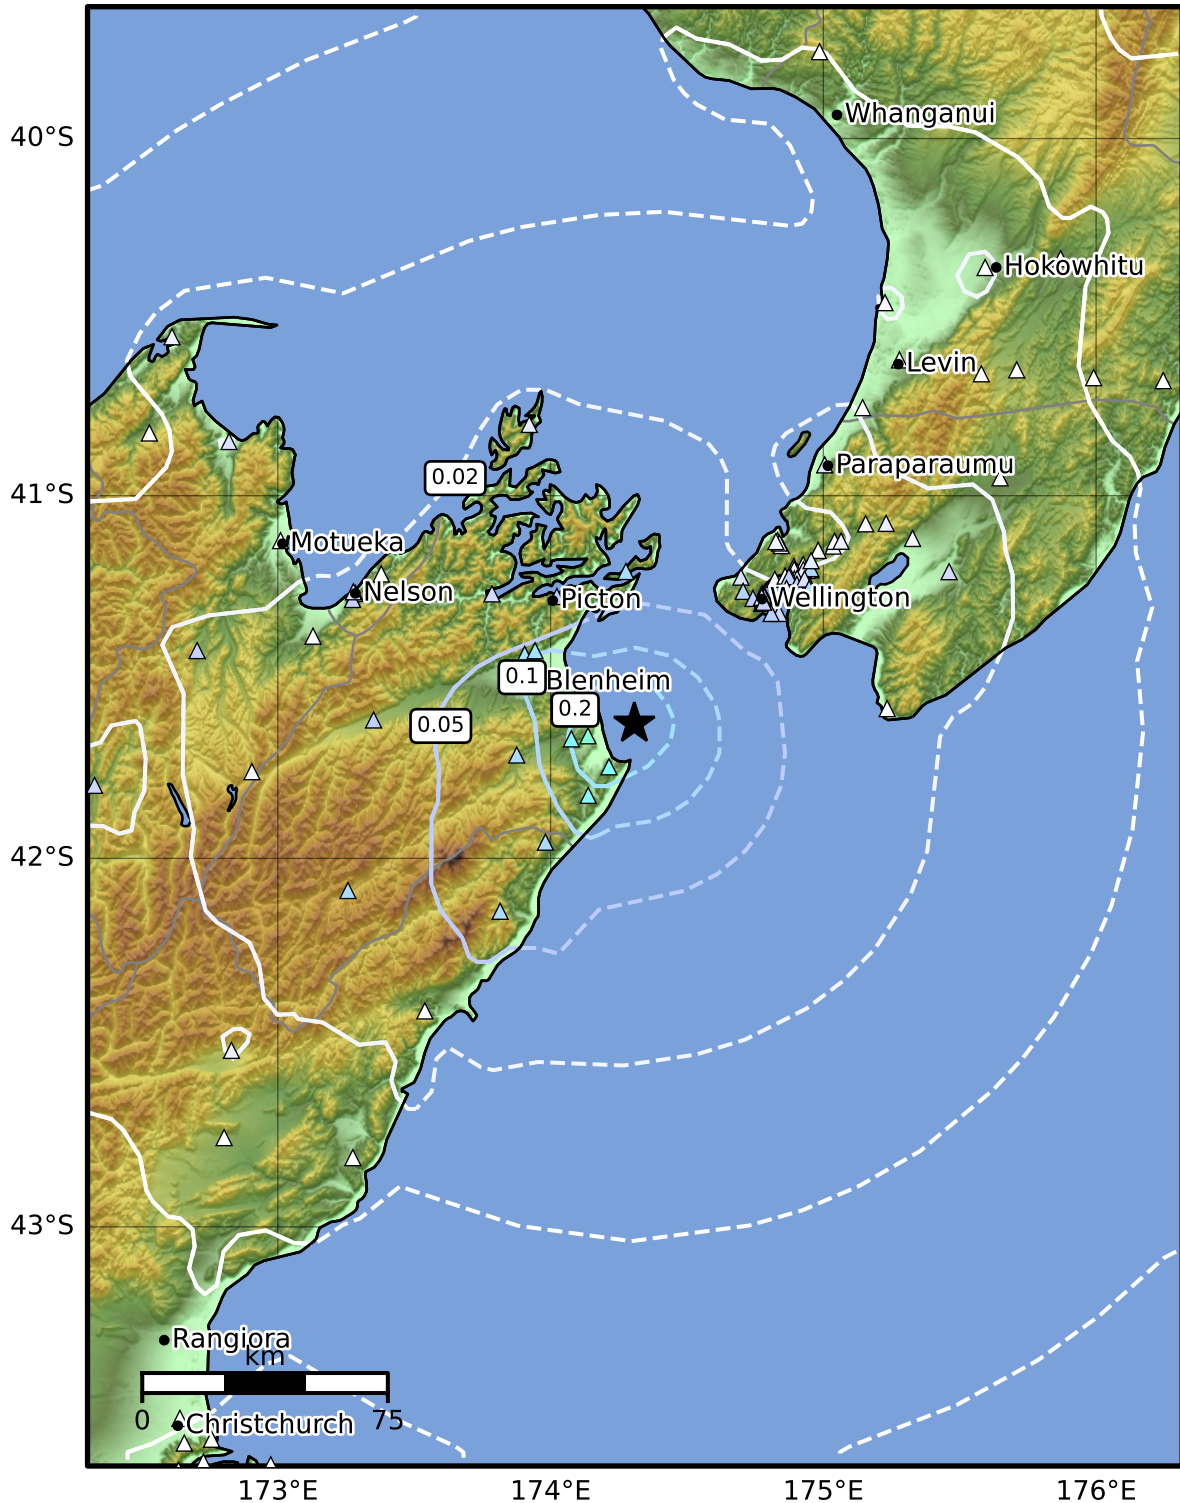 Whanganui
40°S
Hokowhitu
Levin
Paraparaumu
0.02
41°S
Motueka
Nelson
Picton
Wellington
0.1
Blenheim
0.2
0.05
42°S
43°S
Rangiora
km
0
75
Christchurch
173°E
174°E
175°E
176°E